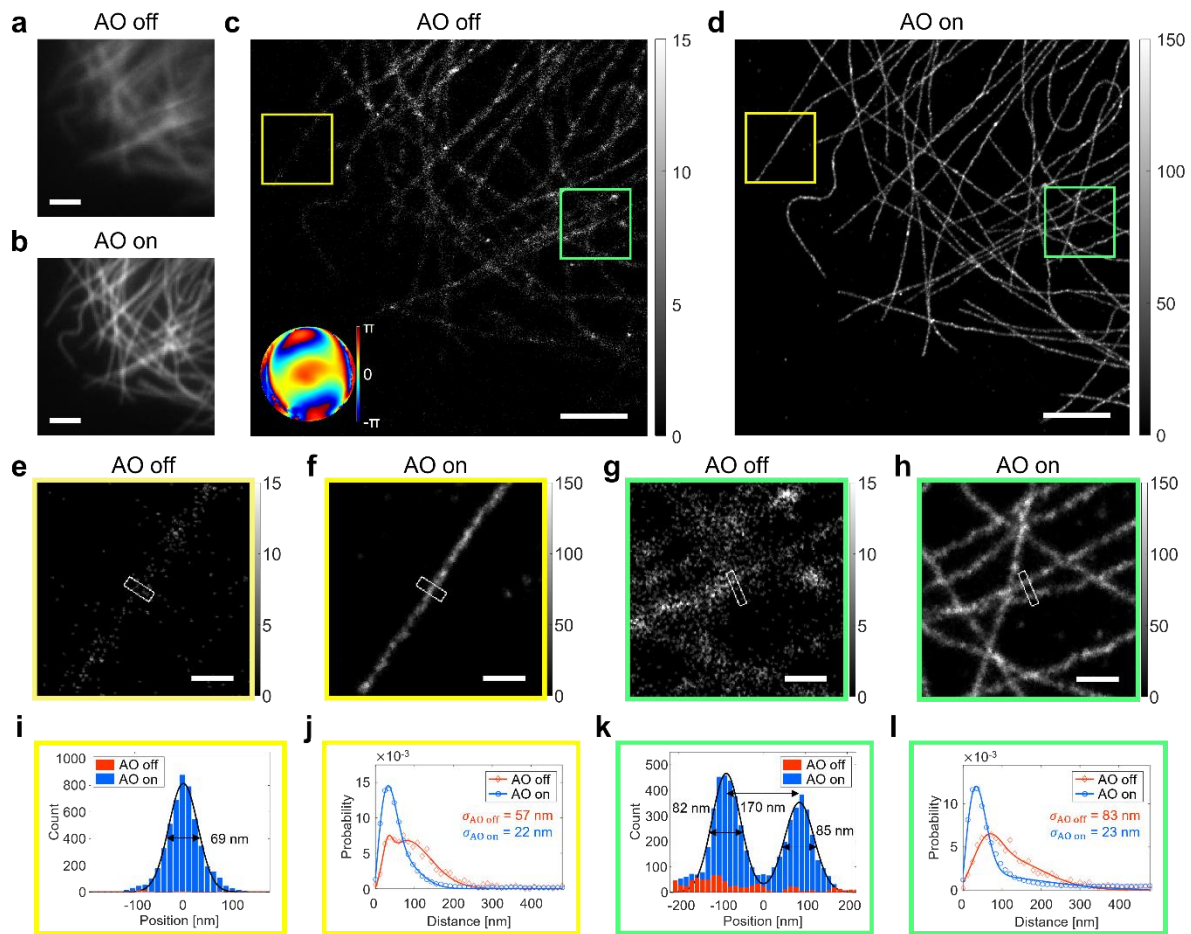 a
AO off
b
AO on
c
AO off
15
10
5
0
π
0
-π
d
AO on
150
100
50
0
e
AO off
15
10
5
0
f
AO on
150
100
50
0
g
AO off
15
10
5
0
h
AO on
150
100
50
0
i
1000
800
600
400
200
0
Count
AO off
AO on
69 nm
-100 0 100
Position [nm]
j
×10-3
15
10
5
0
Probability
AO off
AO on
σAO off = 57 nm
σAO on = 22 nm
0 100 200 300 400
Distance [nm]
k
500
400
300
200
100
0
Count
AO off
AO on
82 nm
170 nm
85 nm
-200 -100 0 100 200
Position [nm]
l
×10-3
10
5
0
Probability
AO off
AO on
σAO off = 83 nm
σAO on = 23 nm
0 100 200 300 400
Distance [nm]